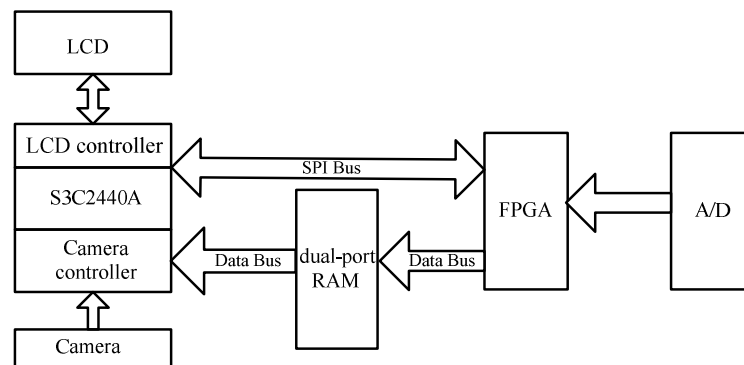 LCD
LCD controller
SPI Bus
S3C2440A
FPGA
A/D
Camera
controller
Data Bus
dual-port
RAM
Data Bus
Camera